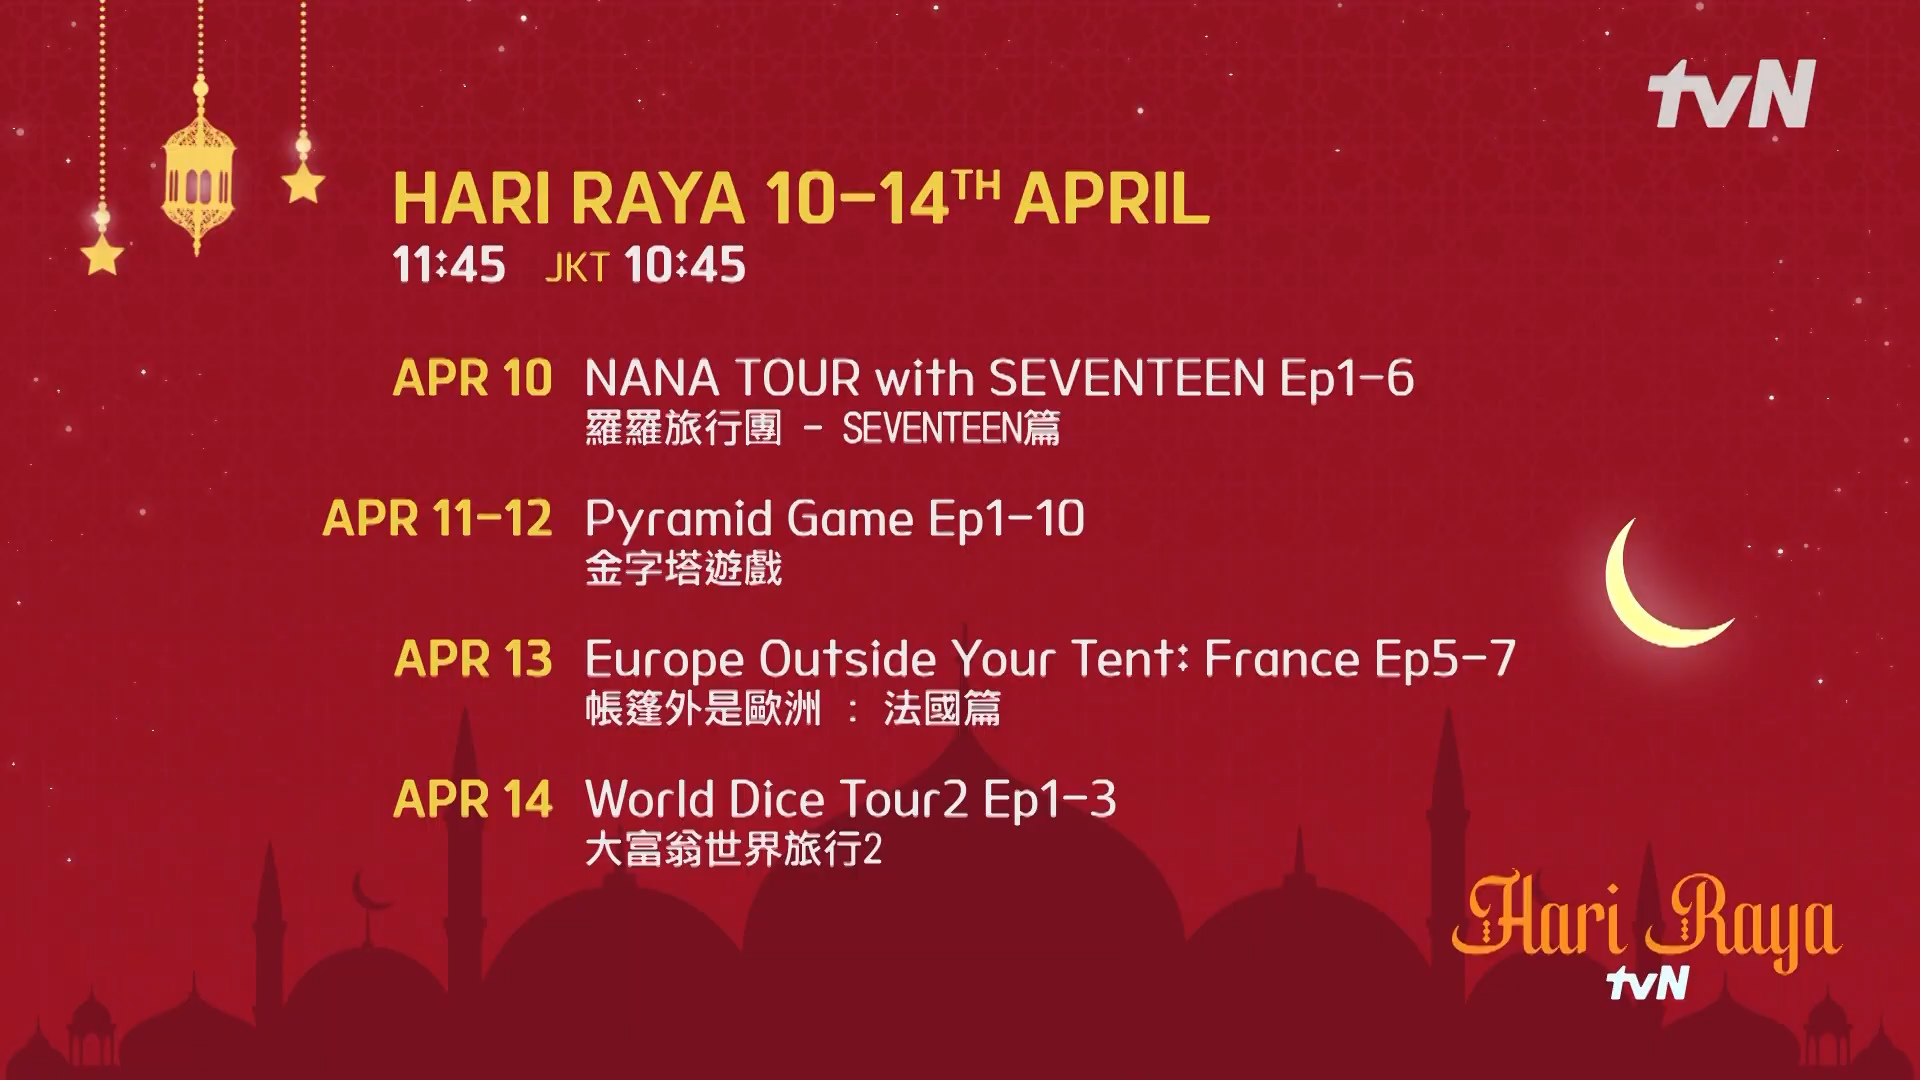 tvN
HARI RAYA 10-14TH APRIL
11:45 JKT 10:45
APR 10 NANA TOUR with SEVENTEEN Ep1-6
羅羅旅行團 - SEVENTEEN篇
APR 11-12 Pyramid Game Ep1-10
金字塔遊戲
APR 13 Europe Outside Your Tent: France Ep5-7
帳篷外是歐洲 : 法國篇
APR 14 World Dice Tour2 Ep1-3
大富翁世界旅行2
Hari Raya
tvN